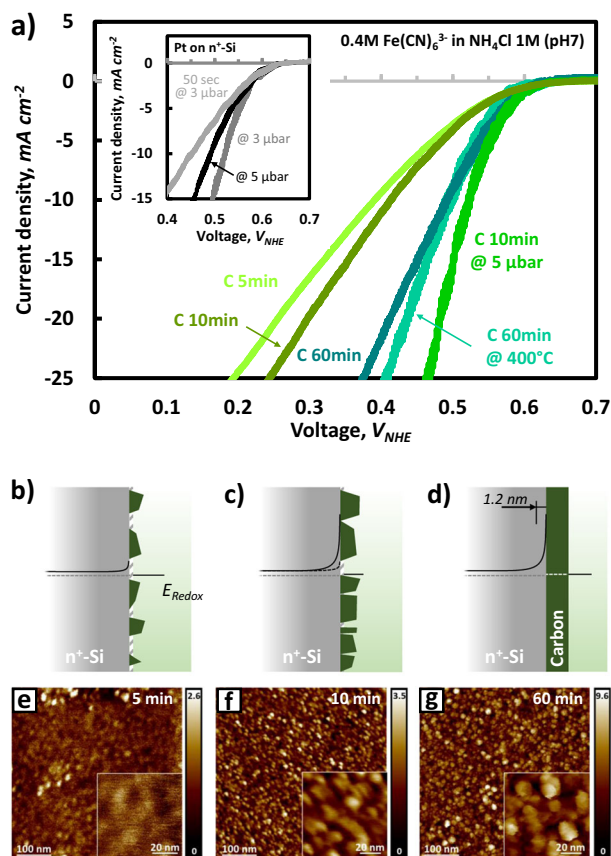 a)
0.4M Fe(CN)₆³⁻ in NH₄Cl 1M (pH7)
Current density, mA cm⁻²
5
0
-5
-10
-15
-20
-25
0
0.1
0.2
0.3
0.4
0.5
0.6
0.7
Voltage, V_NHE
Pt on n⁺-Si
Current density, mA cm⁻²
0
-5
-10
-15
0.4
0.5
0.6
0.7
Voltage, V_NHE
50 sec
@ 3 µbar
@ 3 µbar
@ 5 µbar
C 5min
C 10min
C 60min
C 10min
@ 5 µbar
C 60min
@ 400°C
b)
E_Redox
n⁺-Si
c)
n⁺-Si
d)
1.2 nm
n⁺-Si
Carbon
e
5 min
2.6
0
100 nm
20 nm
f
10 min
3.5
0
100 nm
20 nm
g
60 min
9.6
0
100 nm
20 nm